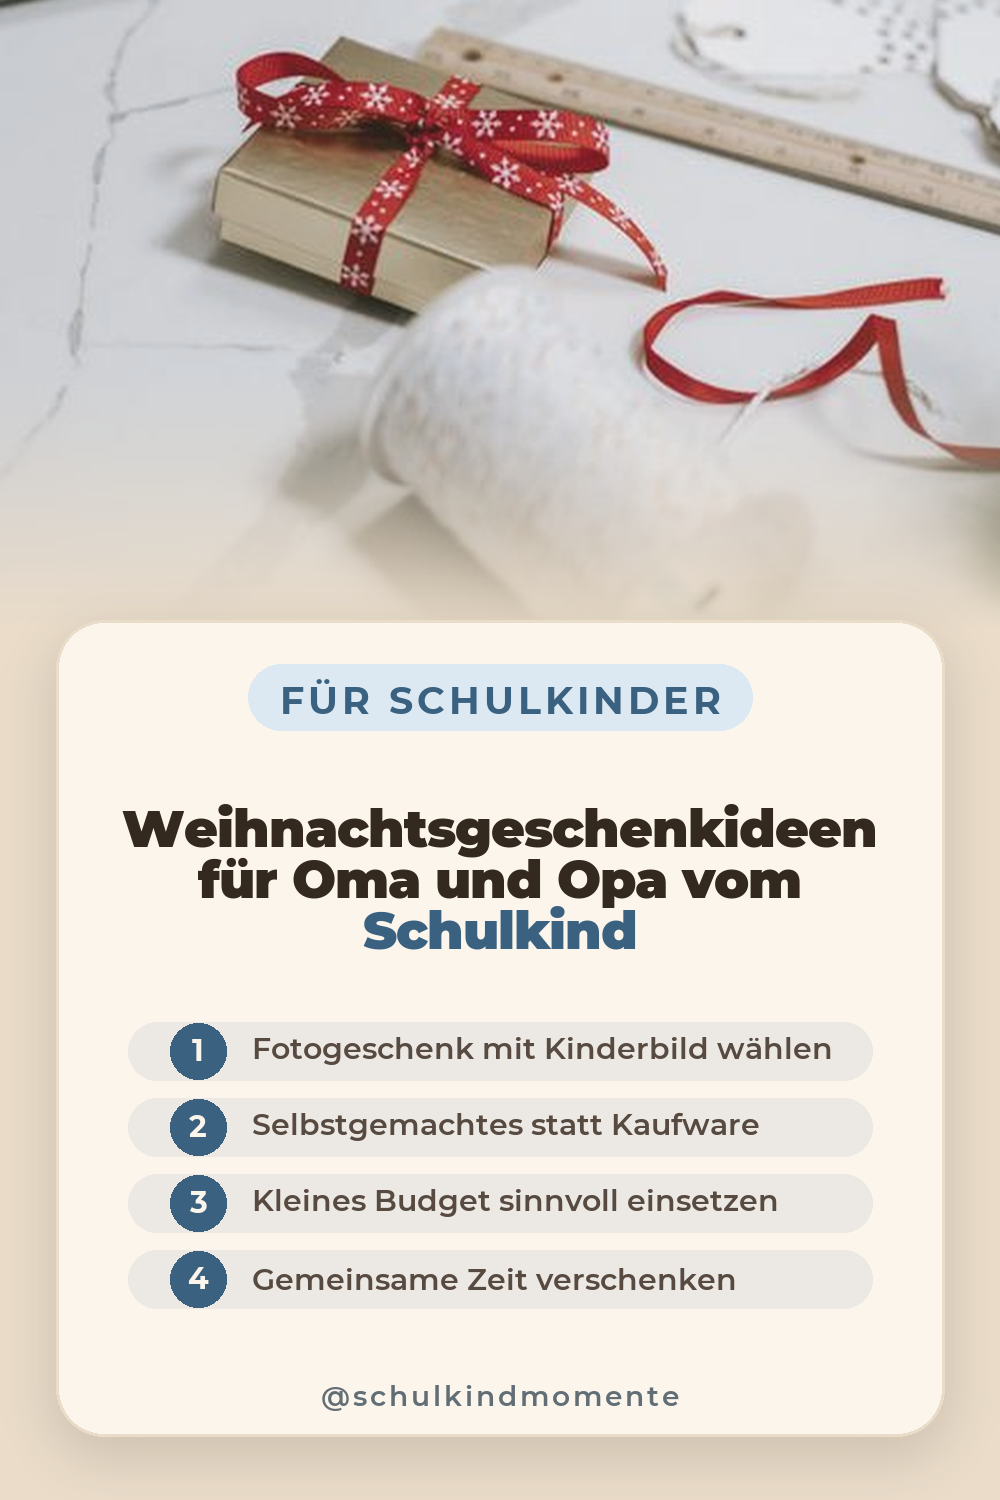 FÜR SCHULKINDER
Weihnachtsgeschenkideen
für Oma und Opa vom
Schulkind
1 Fotogeschenk mit Kinderbild wählen
2 Selbstgemachtes statt Kaufware
3 Kleines Budget sinnvoll einsetzen
4 Gemeinsame Zeit verschenken
@schulkindmomente